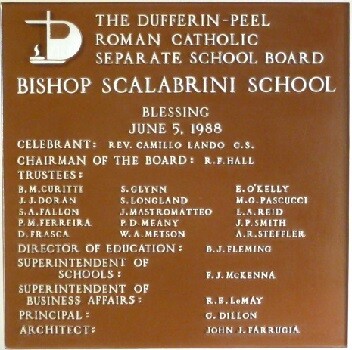 THE DUFFERIN-PEEL
ROMAN CATHOLIC
SEPARATE SCHOOL BOARD
BISHOP SCALABRINI SCHOOL
BLESSING
JUNE 5, 1988
CELEBRANT: REV. CAMILLO LANDO C.S.
CHAIRMAN OF THE BOARD: R.F. HALL
TRUSTEES:
B.M. CURITTE S. GLYNN E. O'KELLY
J.J. DORAN S. LONGLAND M.G. PASCUCCI
S.A. FALLON J. MASTROMATTEO L.A. REID
P.M. FERREIRA P.D. MEANY J.P. SMITH
D. FRASCA W.A. METSON A.R. STEFFLER
DIRECTOR OF EDUCATION: B.J. FLEMING
SUPERINTENDENT OF
SCHOOLS: F.J. McKENNA
SUPERINTENDENT OF
BUSINESS AFFAIRS: R.E. LeMAY
PRINCIPAL: G. DILLON
ARCHITECT: JOHN J. FARRUGIA